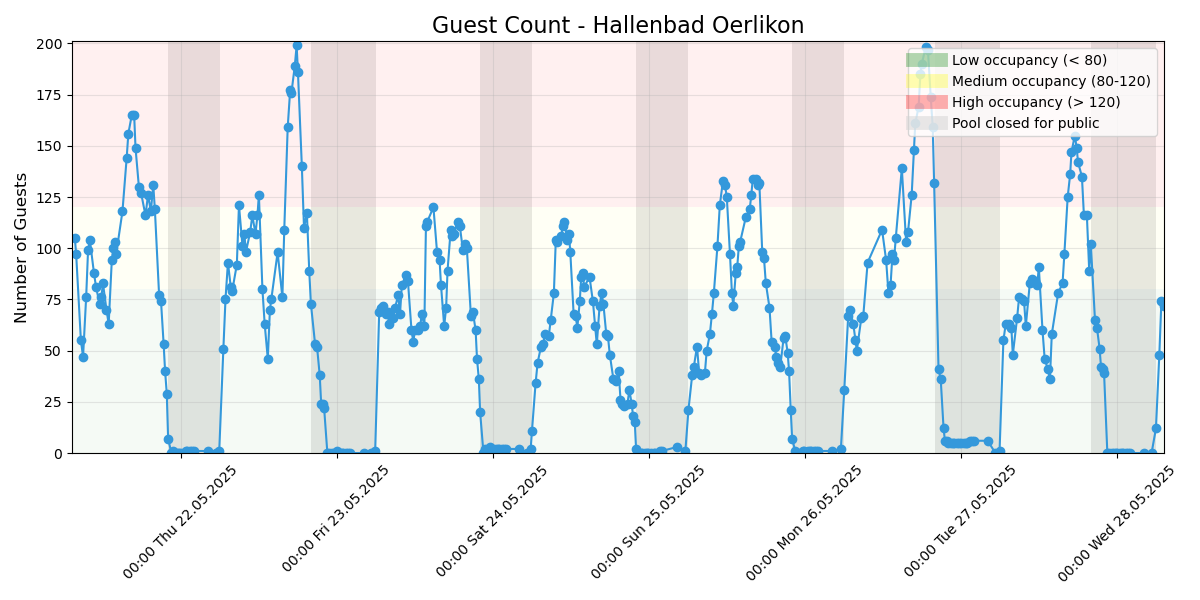 Guest Count - Hallenbad Oerlikon
Number of Guests
200
175
150
125
100
75
50
25
0
Low occupancy (< 80)
Medium occupancy (80-120)
High occupancy (> 120)
Pool closed for public
00:00 Thu 22.05.2025
00:00 Fri 23.05.2025
00:00 Sat 24.05.2025
00:00 Sun 25.05.2025
00:00 Mon 26.05.2025
00:00 Tue 27.05.2025
00:00 Wed 28.05.2025